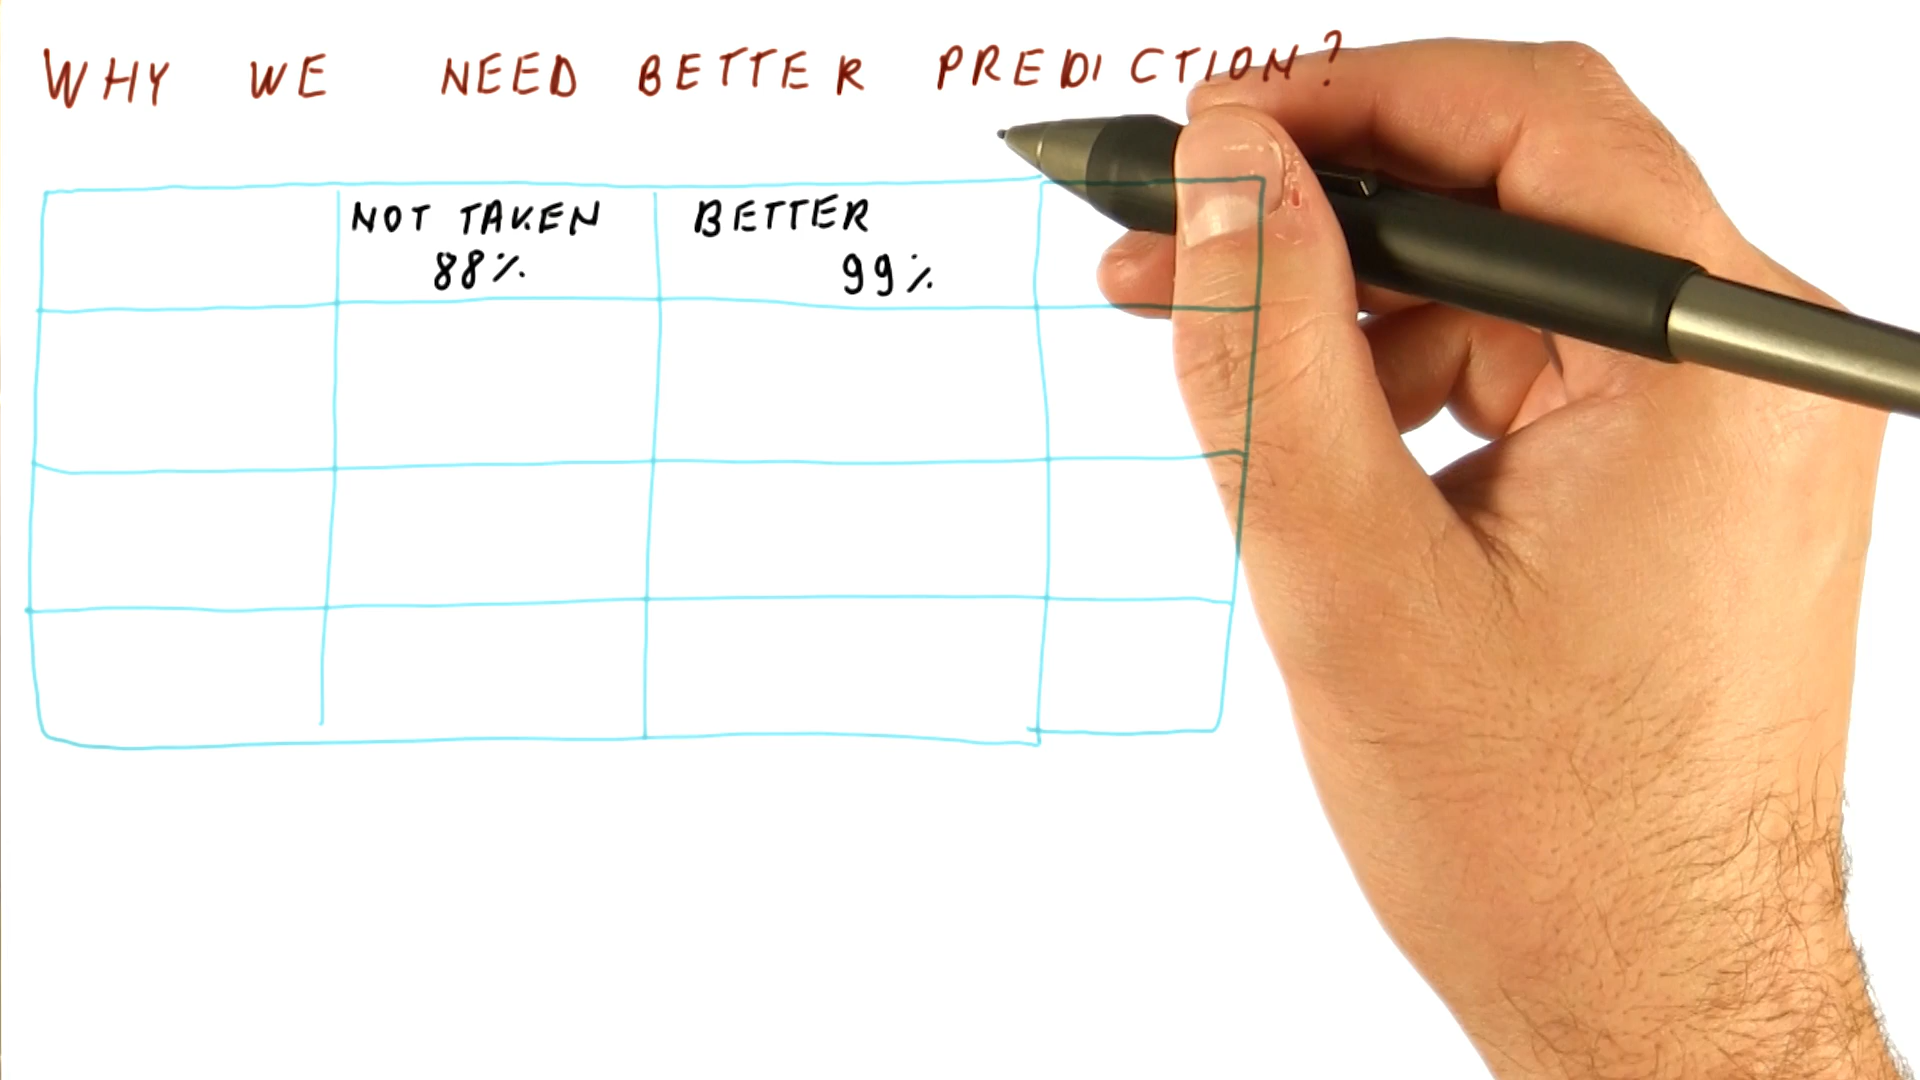 WHY WE NEED BETTER PREDICTION?
NOT TAKEN
88%
BETTER
99%